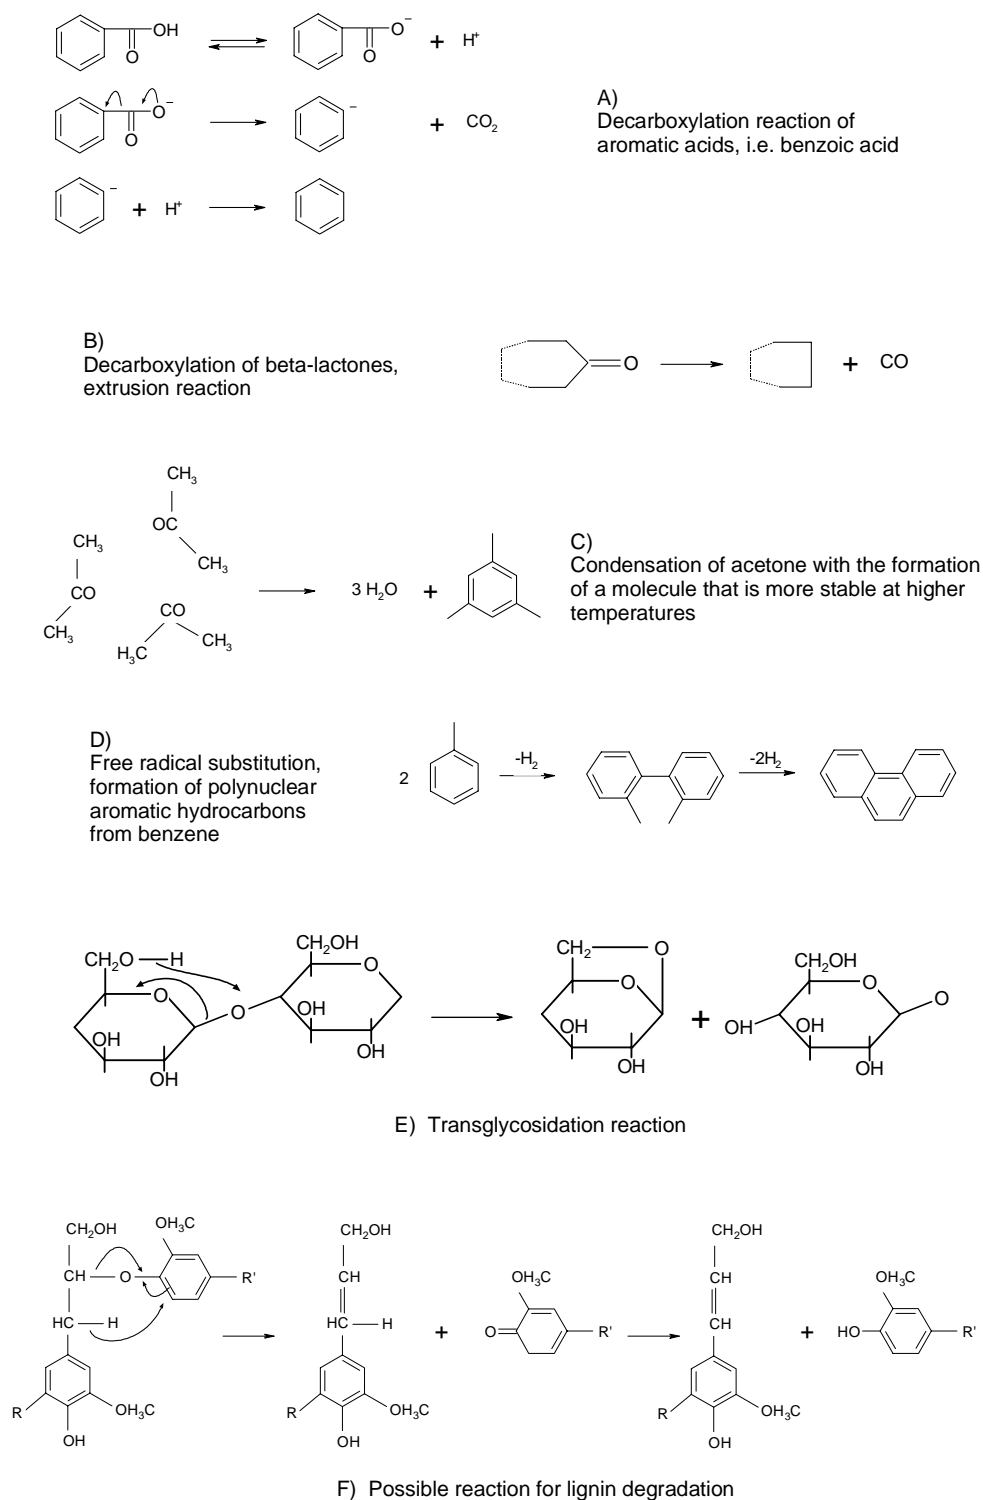 OH
O
O⁻
O
+ H⁺
O⁻
O
⁻
+ CO₂
A)
Decarboxylation reaction of
aromatic acids, i.e. benzoic acid
⁻
+ H⁺
B)
Decarboxylation of beta-lactones,
extrusion reaction
O
+ CO
CH₃
OC
CH₃
CH₃
CO
CH₃
CO
H₃C
CH₃
3 H₂O +
C)
Condensation of acetone with the formation
of a molecule that is more stable at higher
temperatures
D)
Free radical substitution,
formation of polynuclear
aromatic hydrocarbons
from benzene
2
-H₂
-2H₂
CH₂O H
O
OH
OH
O
CH₂OH
O
OH
OH
CH₂ O
O
OH
OH
+
CH₂OH
O
O
OH
OH
OH
E) Transglycosidation reaction
CH₂OH
OH₃C
CH O R'
HC H
R
OH₃C
OH
CH₂OH
CH
HC H
R
OH₃C
OH
+
OH₃C
O
R'
CH₂OH
CH
CH
R
OH₃C
OH
+
OH₃C
HO
R'
F) Possible reaction for lignin degradation